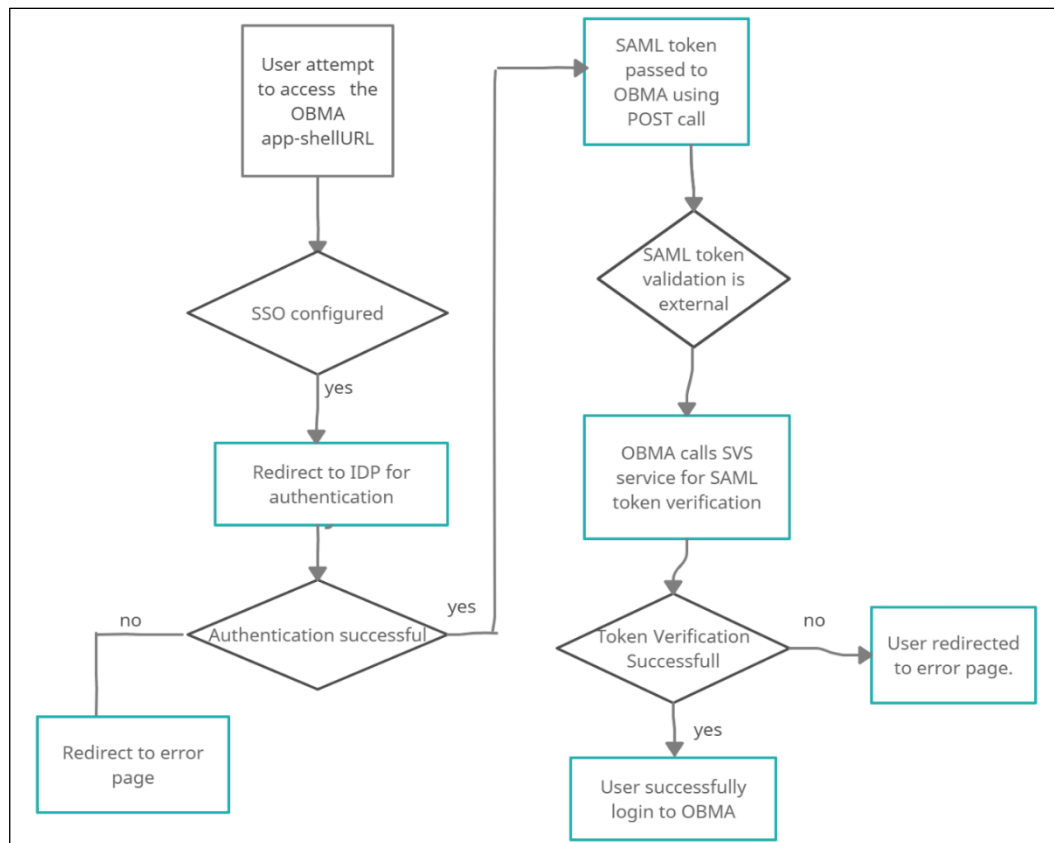 User attempt
to access the
OBMA
app-shellURL
SSO configured
yes
Redirect to IDP for
authentication
Authentication successful
no
yes
Redirect to error
page
SAML token
passed to
OBMA using
POST call
SAML token
validation is
external
OBMA calls SVS
service for SAML
token verification
Token Verification
Successfull
no
User redirected
to error page.
yes
User successfully
login to OBMA